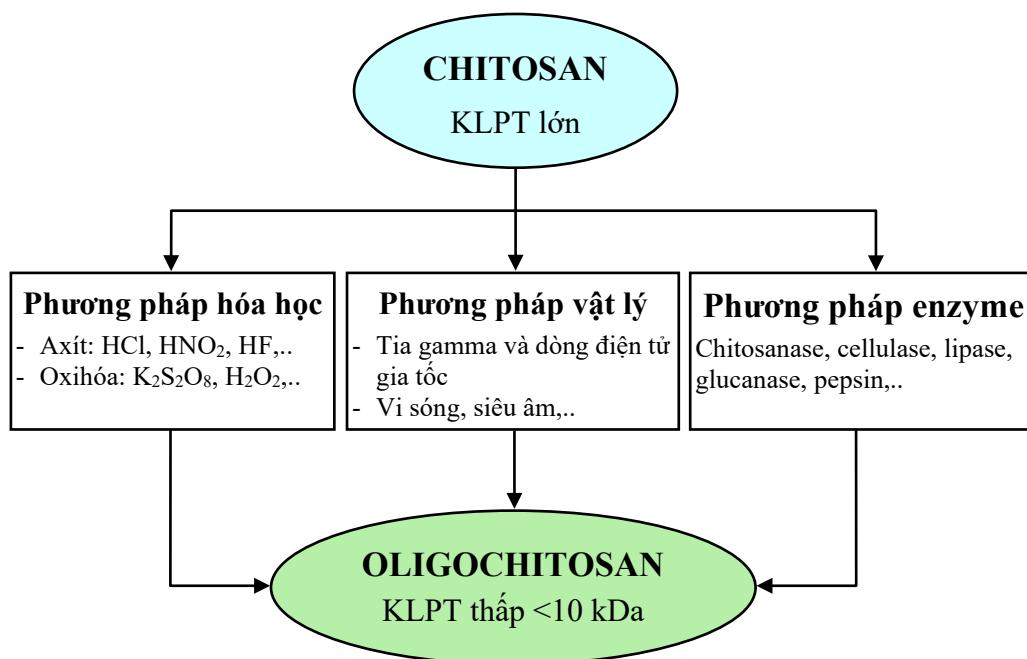 CHITOSAN
KLPT lớn
Phương pháp hóa học
- Axít: HCl, HNO₂, HF,..
- Oxihóa: K₂S₂O₈, H₂O₂,..
Phương pháp vật lý
- Tia gamma và dòng điện tử
gia tốc
- Vi sóng, siêu âm,..
Phương pháp enzyme
Chitosanase, cellulase, lipase,
glucanase, pepsin,..
OLIGOCHITOSAN
KLPT thấp <10 kDa